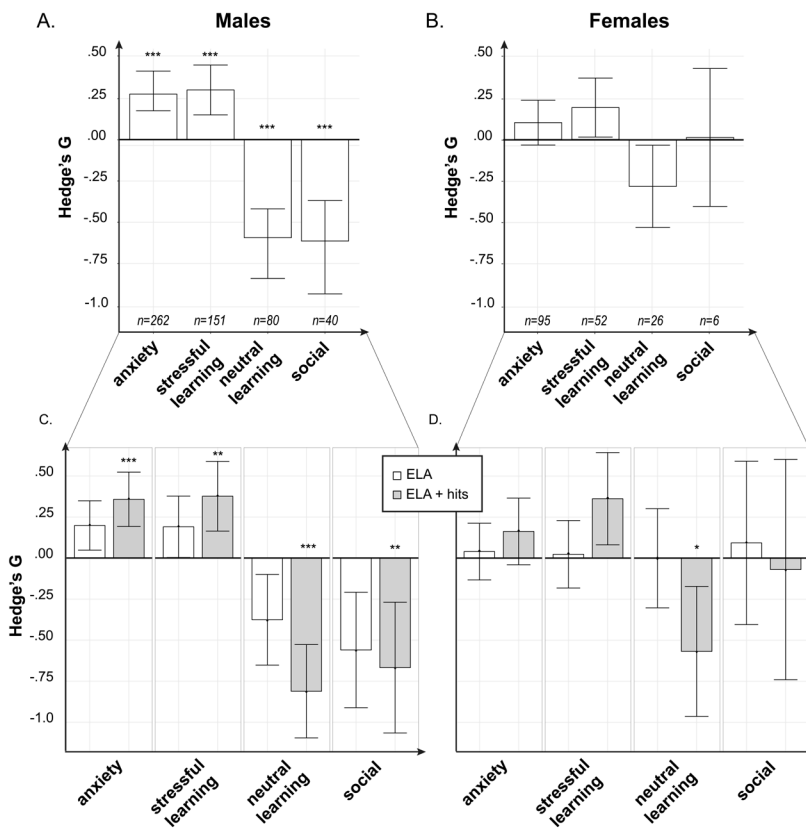 A.
Males
B.
Females
Hedge's G
.50
.25
.00
-.25
-.50
-.75
-1.0
***
***
***
***
n=262
n=151
n=80
n=40
anxiety
stressful
learning
neutral
learning
social
Hedge's G
.50
.25
.00
-.25
-.50
-.75
-1.0
n=95
n=52
n=26
n=6
anxiety
stressful
learning
neutral
learning
social
C.
D.
ELA
ELA + hits
Hedge's G
.50
.25
.00
-.25
-.50
-.75
-1.0
***
**
***
**
anxiety
stressful
learning
neutral
learning
social
*
anxiety
stressful
learning
neutral
learning
social